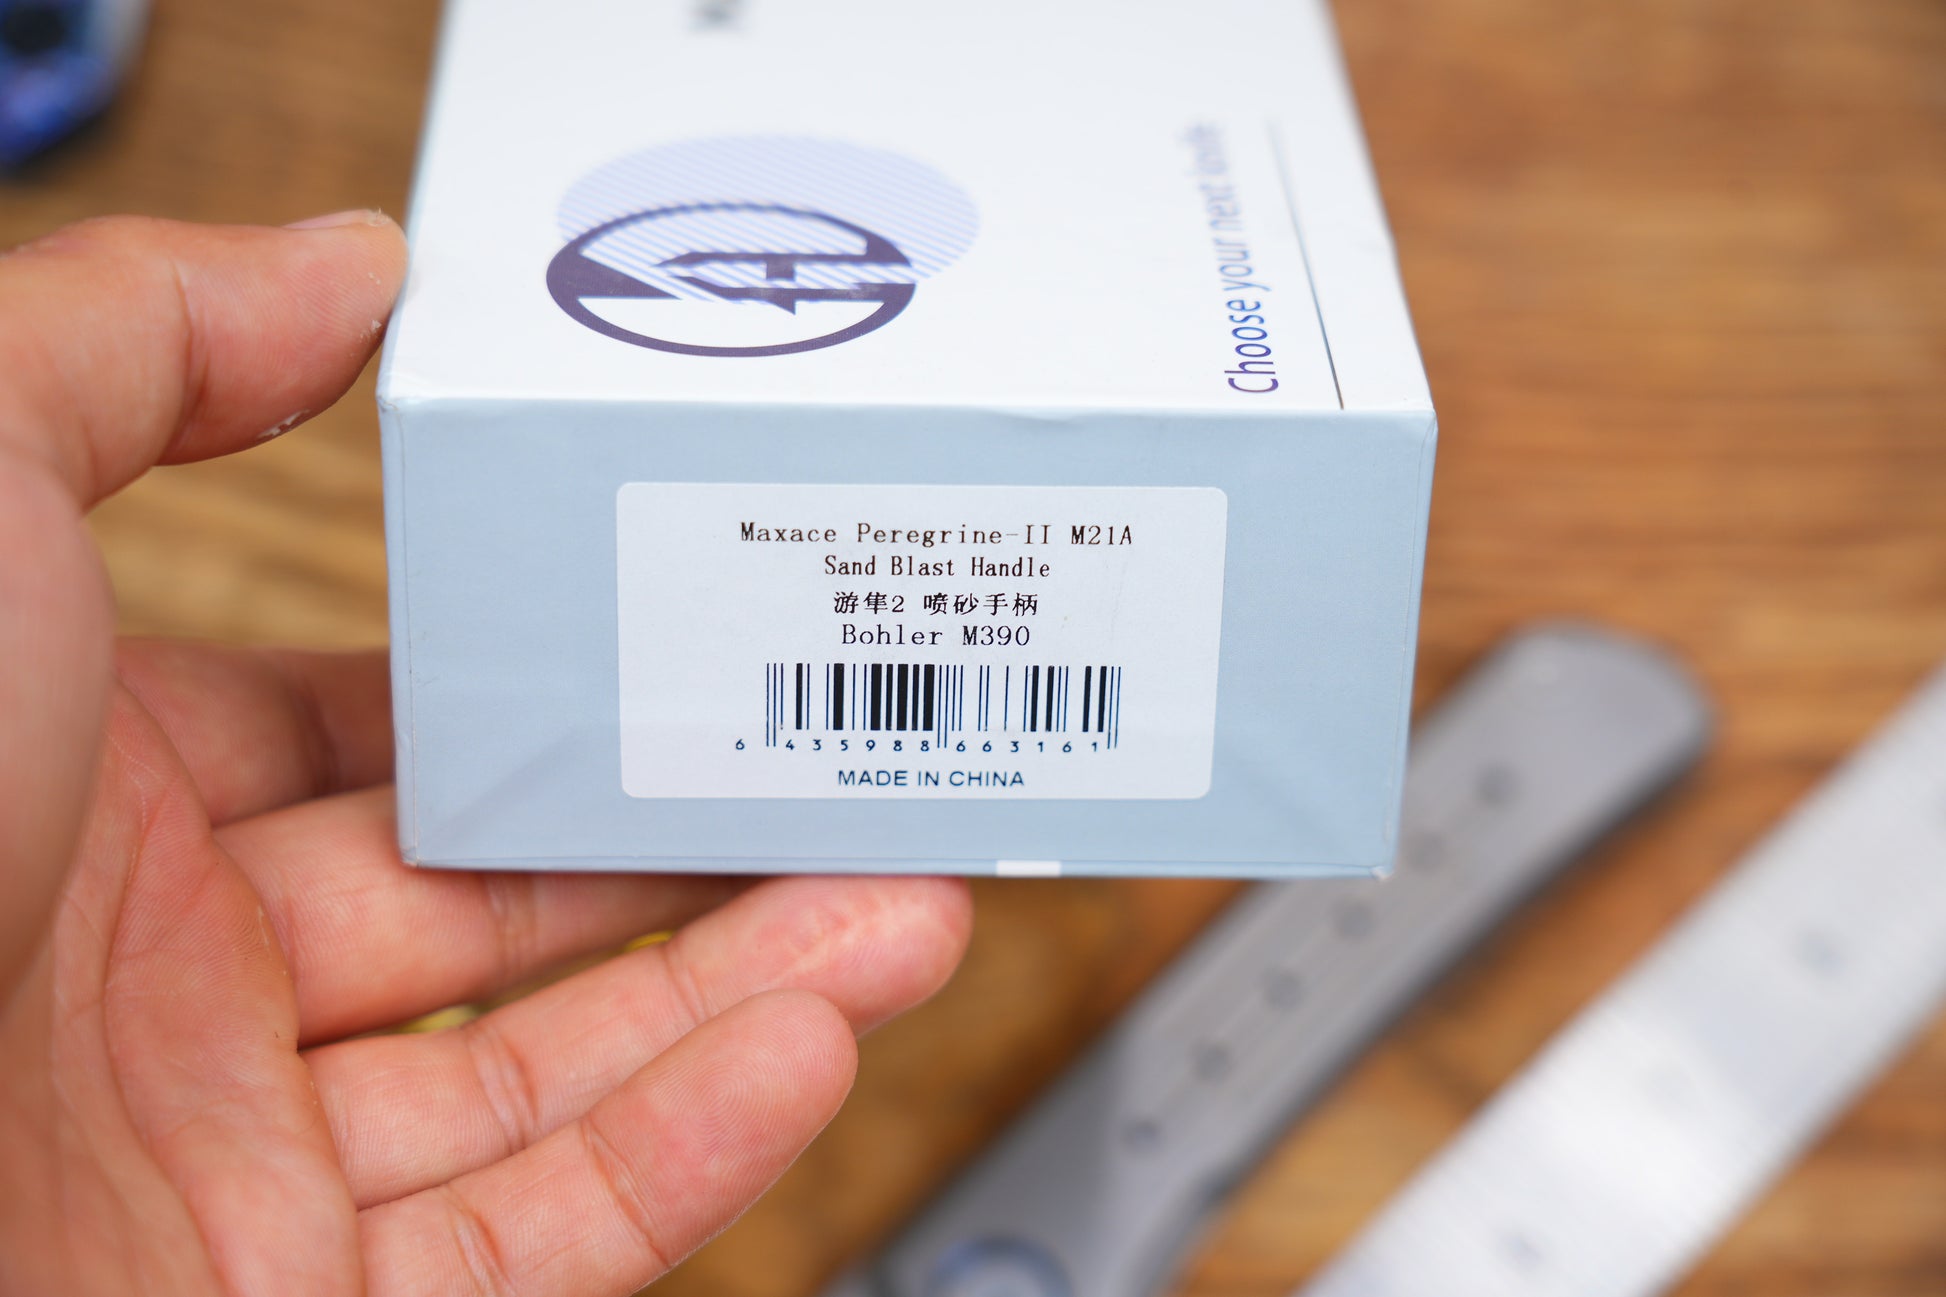 Choose your next knife
Maxace Peregrine-II M21A
Sand Blast Handle
游隼2 喷砂手柄
Bohler M390
6 435988 663161
MADE IN CHINA